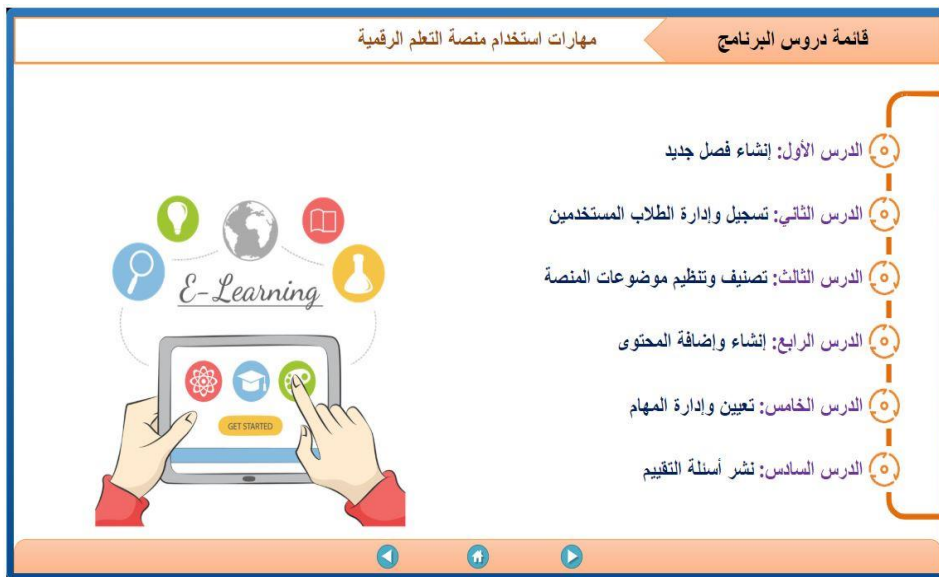 قائمة دروس البرنامج
مهارات استخدام منصة التعلم الرقمية
الدرس الأول: إنشاء فصل جديد
الدرس الثاني: تسجيل وإدارة الطلاب المستخدمين
الدرس الثالث: تصنيف وتنظيم موضوعات المنصة
الدرس الرابع: إنشاء وإضافة المحتوى
الدرس الخامس: تعيين وإدارة المهام
الدرس السادس: نشر أسئلة التقييم
E-Learning
GET STARTED